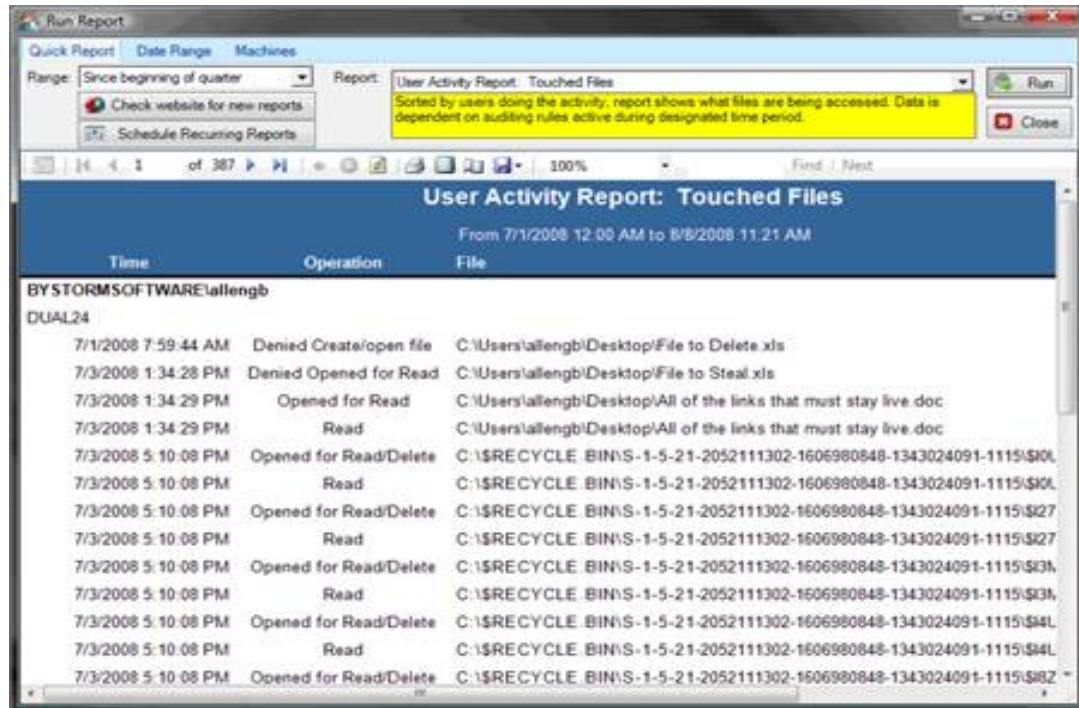 Run Report
Quick Report Date Range Machines
Range: Since beginning of quarter Report: User Activity Report: Touched Files Run
Check website for new reports Sorted by users doing the activity, report shows what files are being accessed. Data is
dependent on auditing rules active during designated time period.
Schedule Recurring Reports Close
1 of 387 100% Find | Next
User Activity Report: Touched Files
From 7/1/2008 12:00 AM to 8/8/2008 11:21 AM
Time Operation File
BYSTORMSOFTWARE\allengb
DUAL24
7/1/2008 7:59:44 AM Denied Create/open file C:\Users\allengb\Desktop\File to Delete.xls
7/3/2008 1:34:28 PM Denied Opened for Read C:\Users\allengb\Desktop\File to Steal.xls
7/3/2008 1:34:29 PM Opened for Read C:\Users\allengb\Desktop\All of the links that must stay live.doc
7/3/2008 1:34:29 PM Read C:\Users\allengb\Desktop\All of the links that must stay live.doc
7/3/2008 5:10:08 PM Opened for Read/Delete C:\$RECYCLE.BIN\S-1-5-21-2052111302-1606980848-1343024091-1115\$I0L
7/3/2008 5:10:08 PM Read C:\$RECYCLE.BIN\S-1-5-21-2052111302-1606980848-1343024091-1115\$I0L
7/3/2008 5:10:08 PM Opened for Read/Delete C:\$RECYCLE.BIN\S-1-5-21-2052111302-1606980848-1343024091-1115\$I27
7/3/2008 5:10:08 PM Read C:\$RECYCLE.BIN\S-1-5-21-2052111302-1606980848-1343024091-1115\$I27
7/3/2008 5:10:08 PM Opened for Read/Delete C:\$RECYCLE.BIN\S-1-5-21-2052111302-1606980848-1343024091-1115\$I3M
7/3/2008 5:10:08 PM Read C:\$RECYCLE.BIN\S-1-5-21-2052111302-1606980848-1343024091-1115\$I3M
7/3/2008 5:10:08 PM Opened for Read/Delete C:\$RECYCLE.BIN\S-1-5-21-2052111302-1606980848-1343024091-1115\$I4L
7/3/2008 5:10:08 PM Read C:\$RECYCLE.BIN\S-1-5-21-2052111302-1606980848-1343024091-1115\$I4L
7/3/2008 5:10:08 PM Opened for Read/Delete C:\$RECYCLE.BIN\S-1-5-21-2052111302-1606980848-1343024091-1115\$I8Z